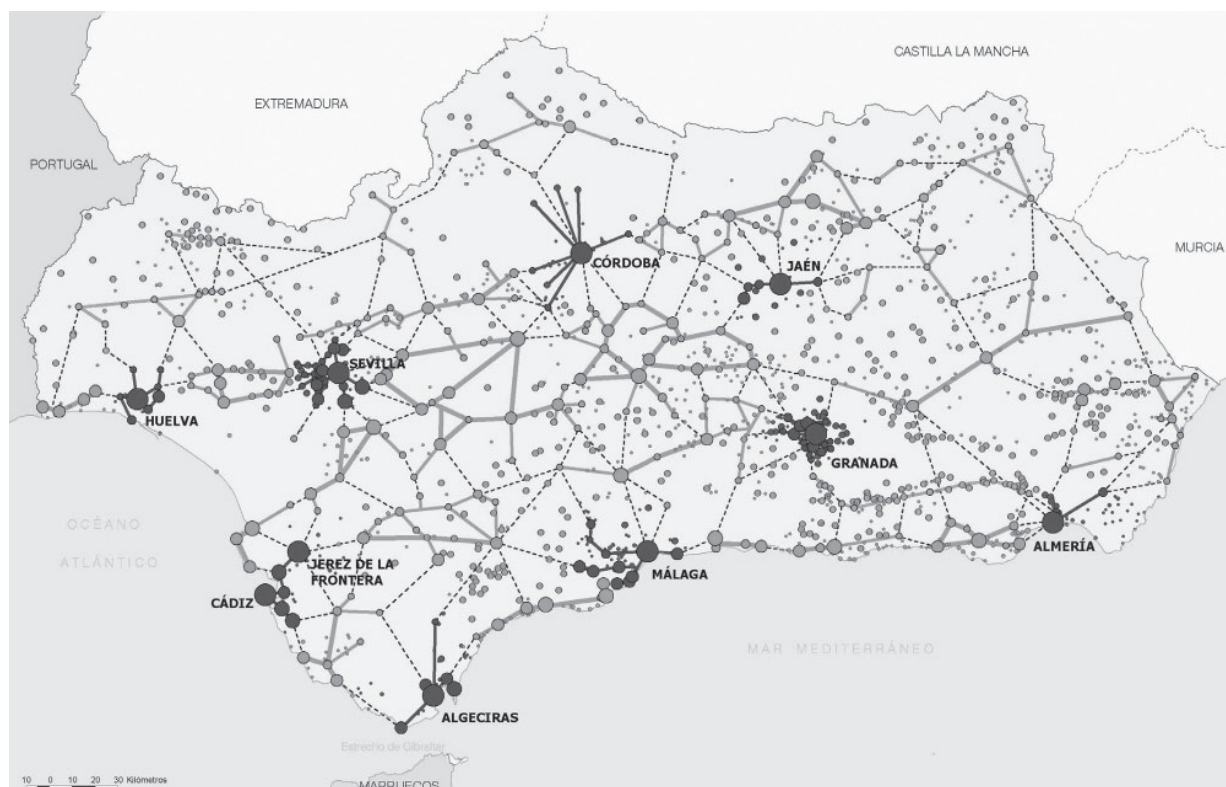 CASTILLA LA MANCHA
EXTREMADURA
PORTUGAL
MURCIA
CÓRDOBA
JAÉN
SEVILLA
HUELVA
GRANADA
OCÉANO
ATLÁNTICO
ALMERÍA
JEREZ DE LA
FRONTERA
MÁLAGA
CÁDIZ
MAR MEDITERRÁNEO
ALGECIRAS
Estrecho de Gibraltar
10 0 10 20 30 Kilómetros
MARRUECOS